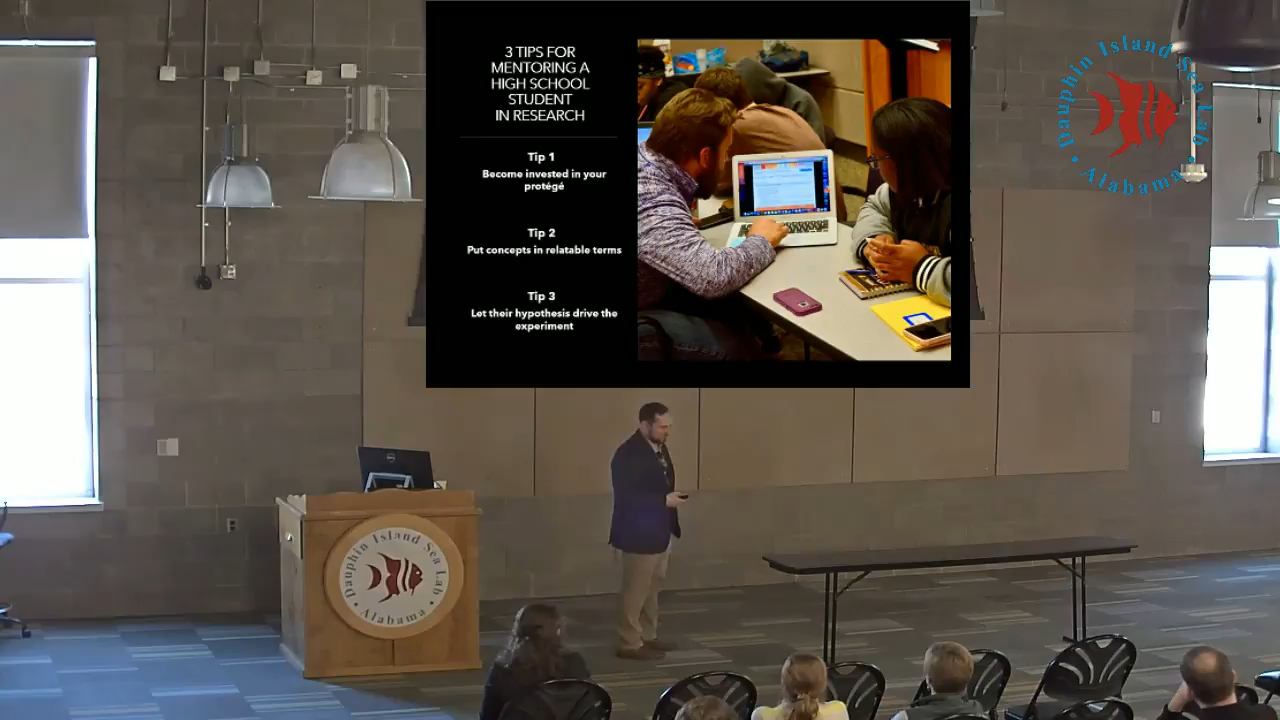 3 TIPS FOR
MENTORING A
HIGH SCHOOL
STUDENT
IN RESEARCH
Tip 1
Become invested in your
protégé
Tip 2
Put concepts in relatable terms
Tip 3
Let their hypothesis drive the
experiment
Dauphin Island Sea Lab
Alabama
Dauphin Island Sea Lab
Alabama